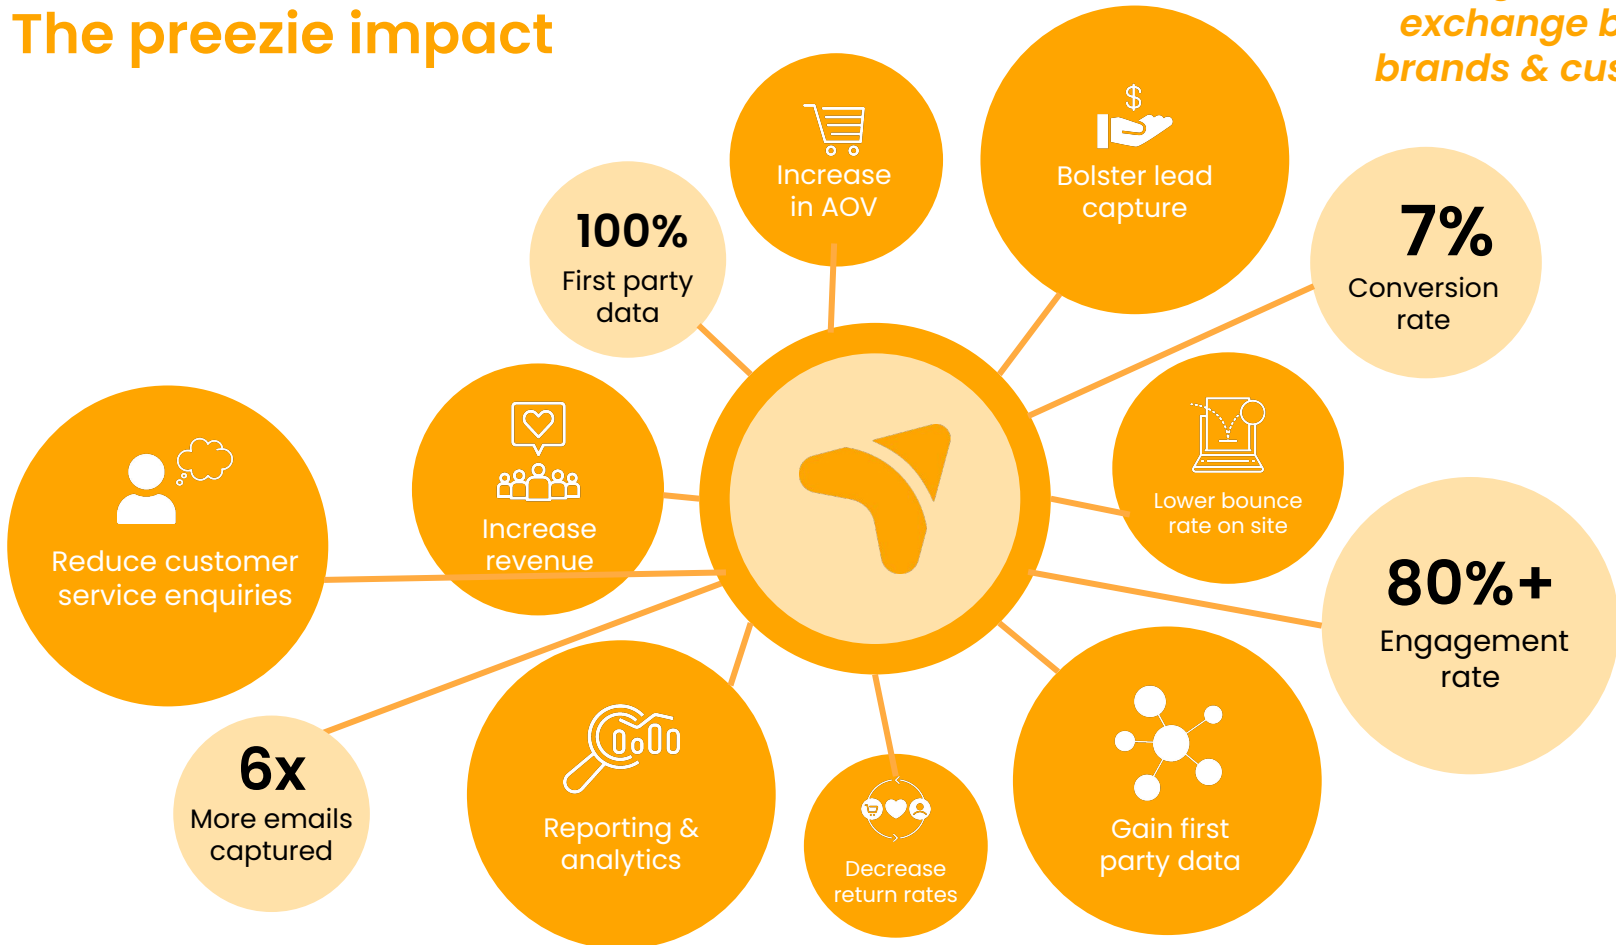 The preezie impact
exchange b
brands & cus
Increase
in AOV
Bolster lead
capture
100%
First party
data
7%
Conversion
rate
Increase
revenue
Lower bounce
rate on site
Reduce customer
service enquiries
80%+
Engagement
rate
6x
More emails
captured
Reporting &
analytics
Decrease
return rates
Gain first
party data